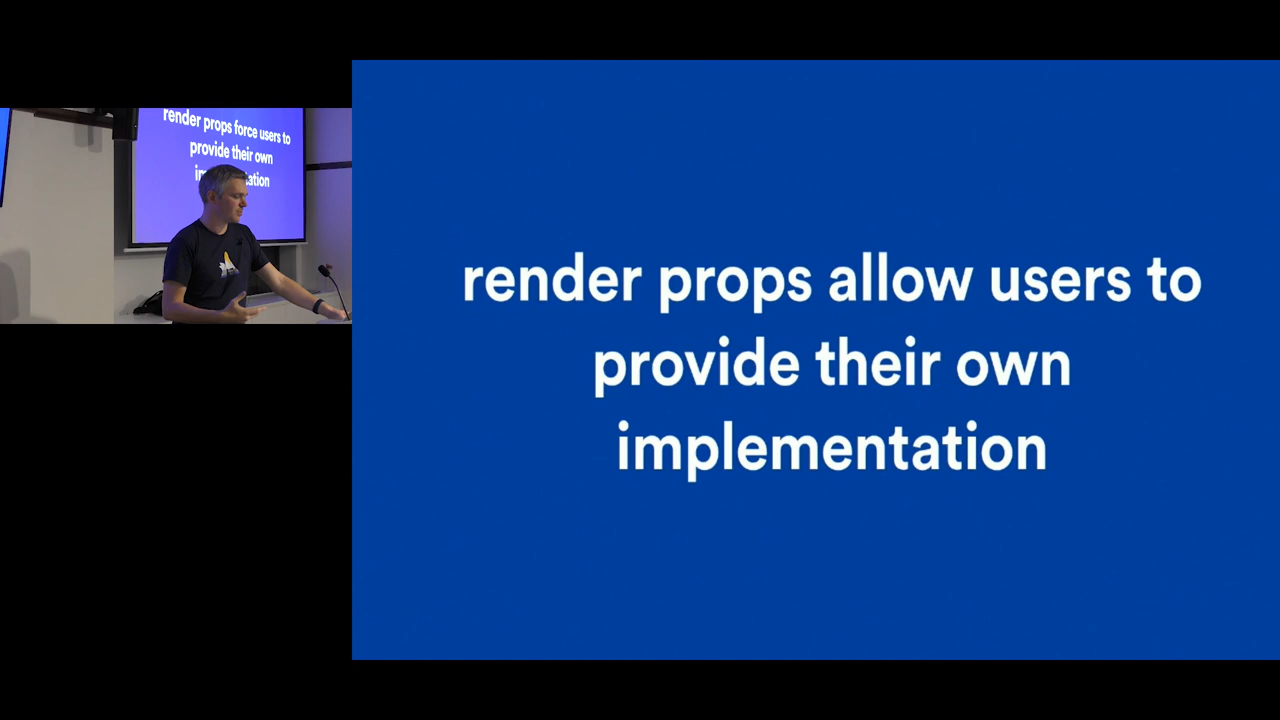 render props force users to
provide their own
render props allow users to
provide their own
implementation